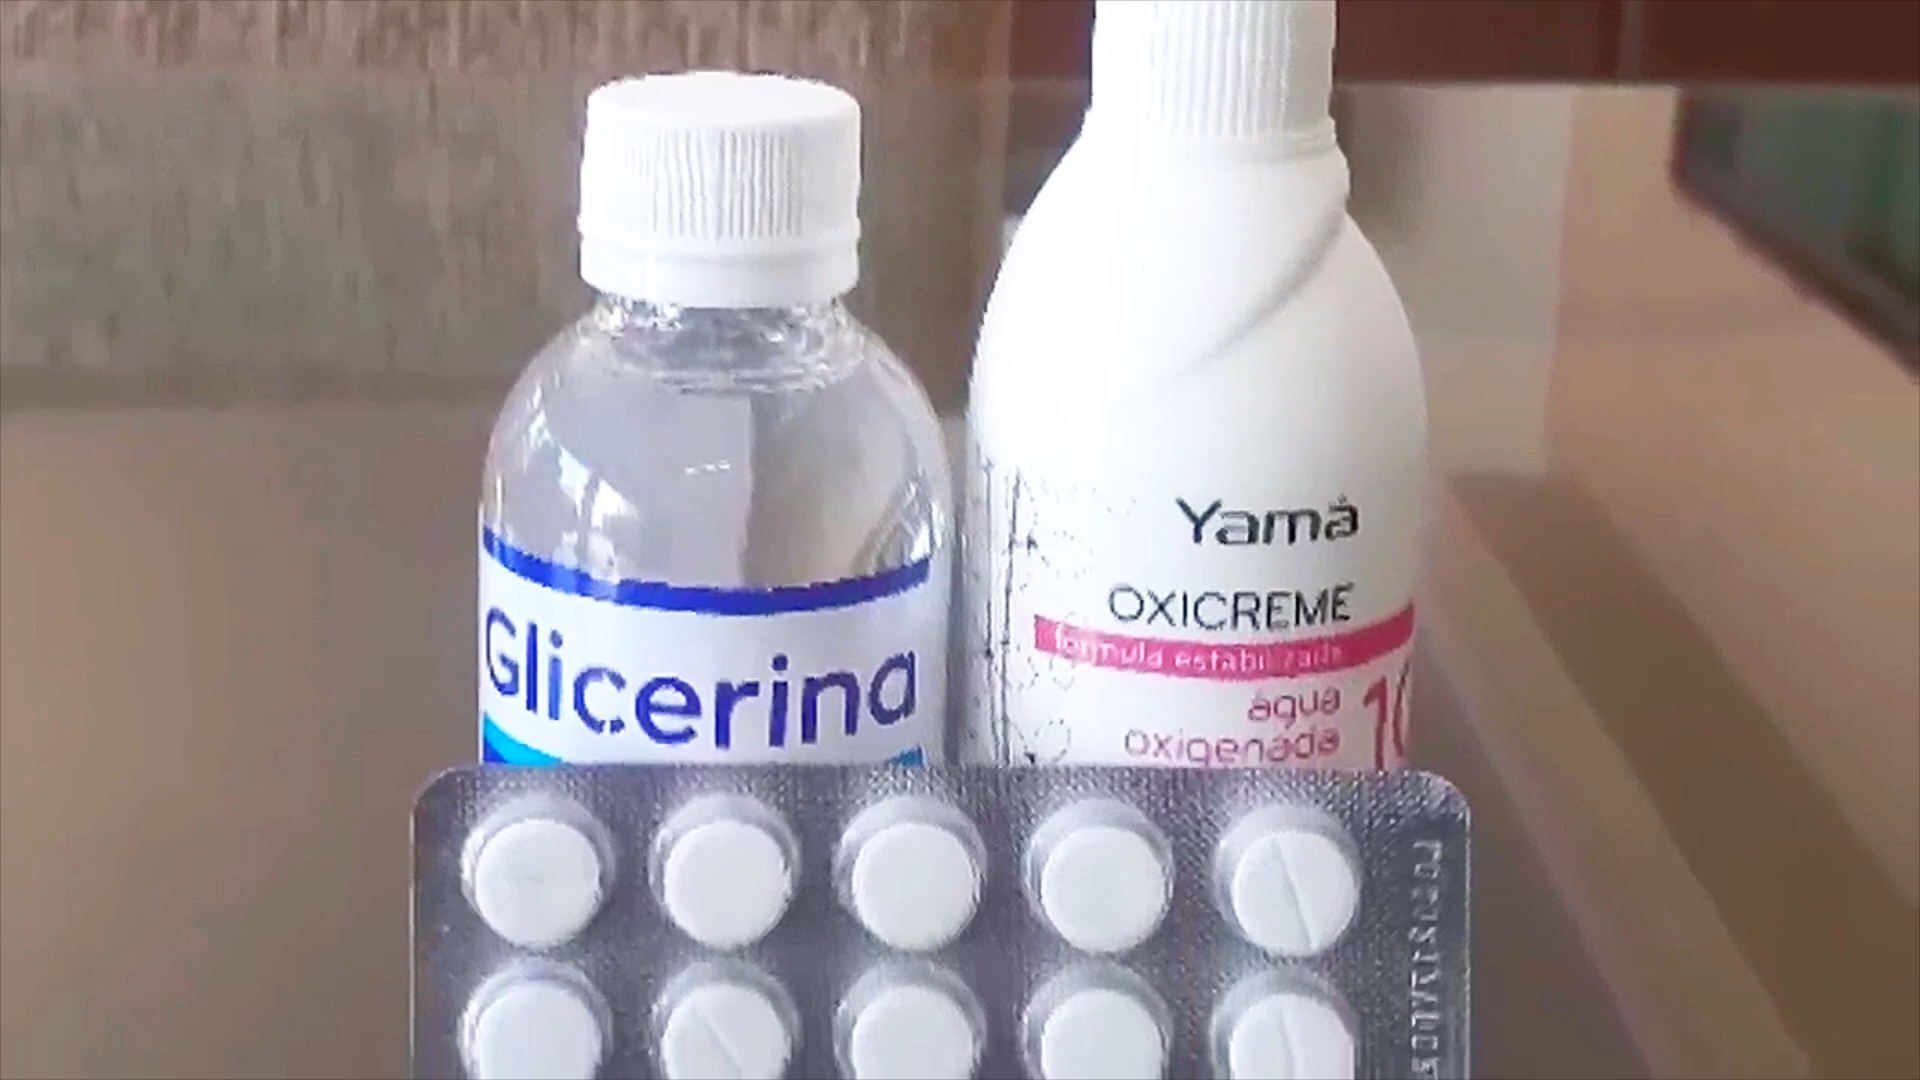 Glicerina
Yamá
OXICREME
fórmula estabilizada
água
oxigenada